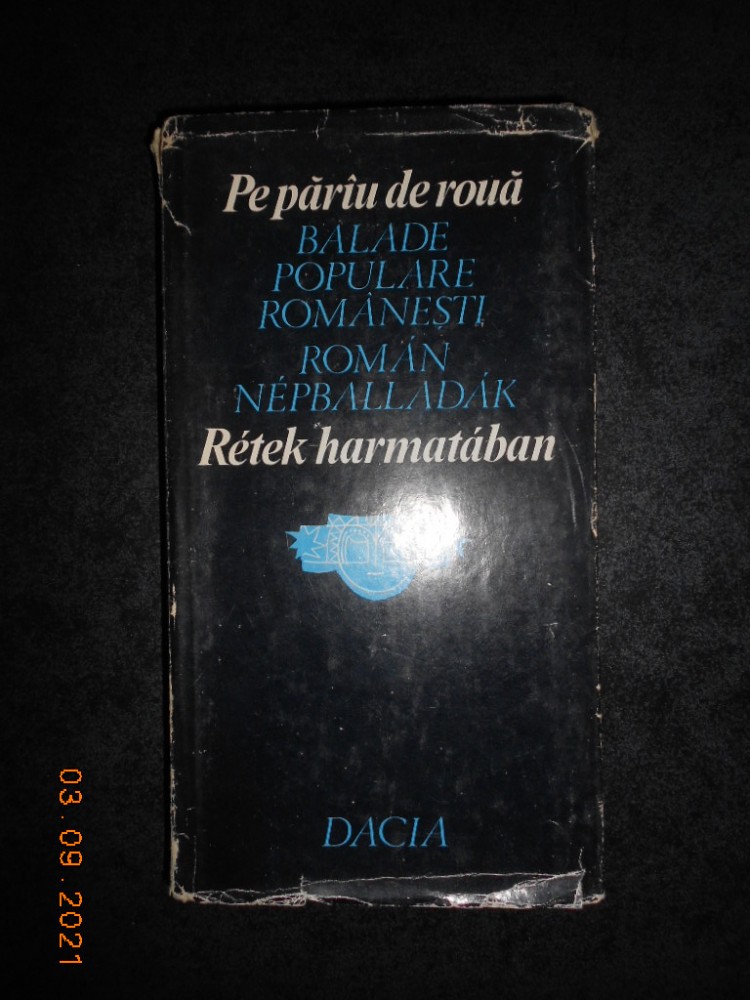 Pe părîu de rouă
BALADE
POPULARE
ROMÂNEȘTI
ROMÁN
NÉPBALLADÁK
Rétek harmatában
DACIA
03.09.2021